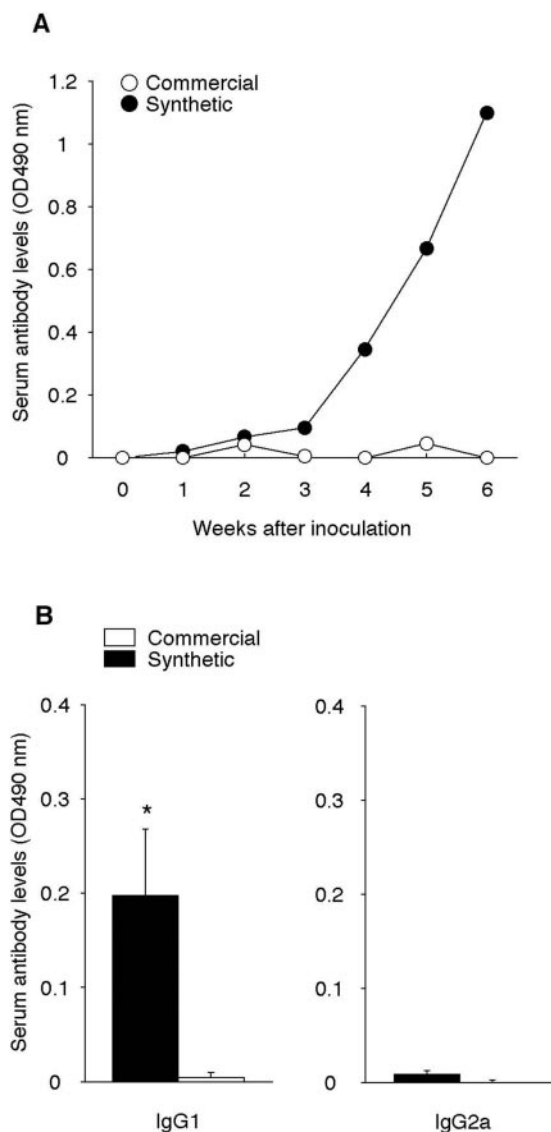 A
Commercial
Synthetic
1.2
1
0.8
0.6
0.4
0.2
0
Serum antibody levels (OD490 nm)
0 1 2 3 4 5 6
Weeks after inoculation
B
Commercial
Synthetic
Serum antibody levels (OD490 nm)
0.4 0.4
0.3 0.3
*
0.2 0.2
0.1 0.1
0 0
IgG1 IgG2a